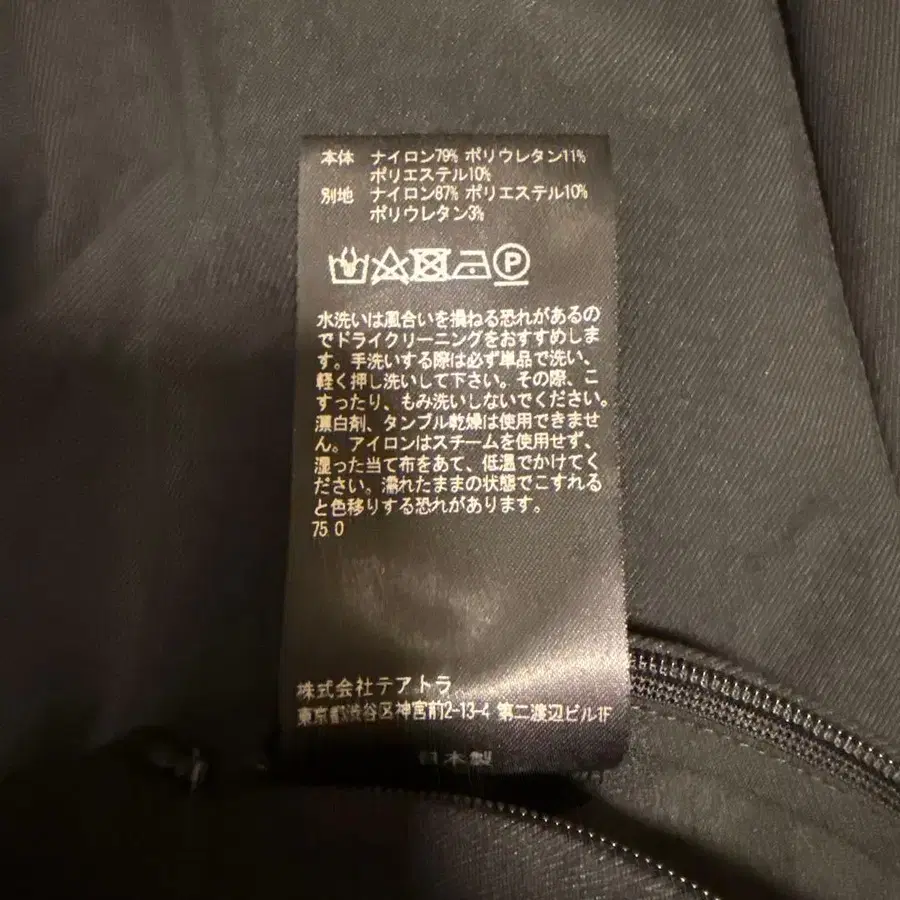 本体 ナイロン79% ポリウレタン11%
ポリエステル10%
別地 ナイロン87% ポリエステル10%
ポリウレタン3%
P
水洗いは風合いを損ねる恐れがあるの
でドライクリーニングをおすすめしま
す。手洗いする際は必ず単品で洗い、
軽く押し洗いして下さい。その際、こ
すったり、もみ洗いしないでください。
漂白剤、タンブル乾燥は使用できませ
ん。アイロンはスチームを使用せず、
湿った当て布をあて、低温でかけてく
ださい。濡れたままの状態でこすれる
と色移りする恐れがあります。
75.0
株式会社テアトラ
東京都渋谷区神宮前2-13-4 第二渡辺ビル1F
日本製